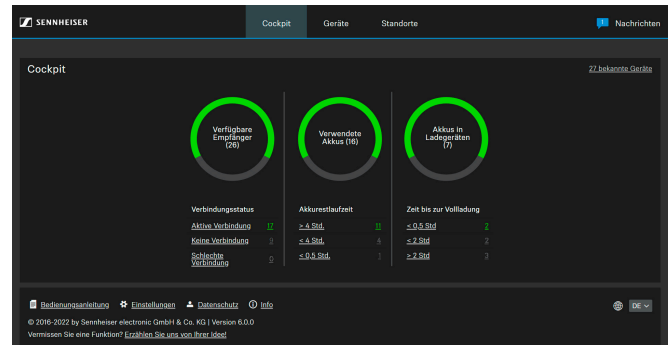 SENNHEISER
Cockpit
Geräte
Standorte
Nachrichten
Cockpit
27 bekannte Geräte
Verfügbare
Empfänger
(26)
Verwendete
Akku (16)
Akkus in
Ladegeräten
(7)
Verbindungsstatus
Aktive Verbindung 17
Keine Verbindung 9
Schlechte
Verbindung 0
Akkurestlaufzeit
> 4 Std. 11
< 4 Std. 4
< 0,5 Std. 1
Zeit bis zur Vollladung
< 0,5 Std 2
< 2 Std 2
> 2 Std 3
Bedienungsanleitung Einstellungen Datenschutz Info
DE
© 2016-2022 by Sennheiser electronic GmbH & Co. KG | Version 6.0.0
Vermissen Sie eine Funktion? Erzählen Sie uns von Ihrer Idee!